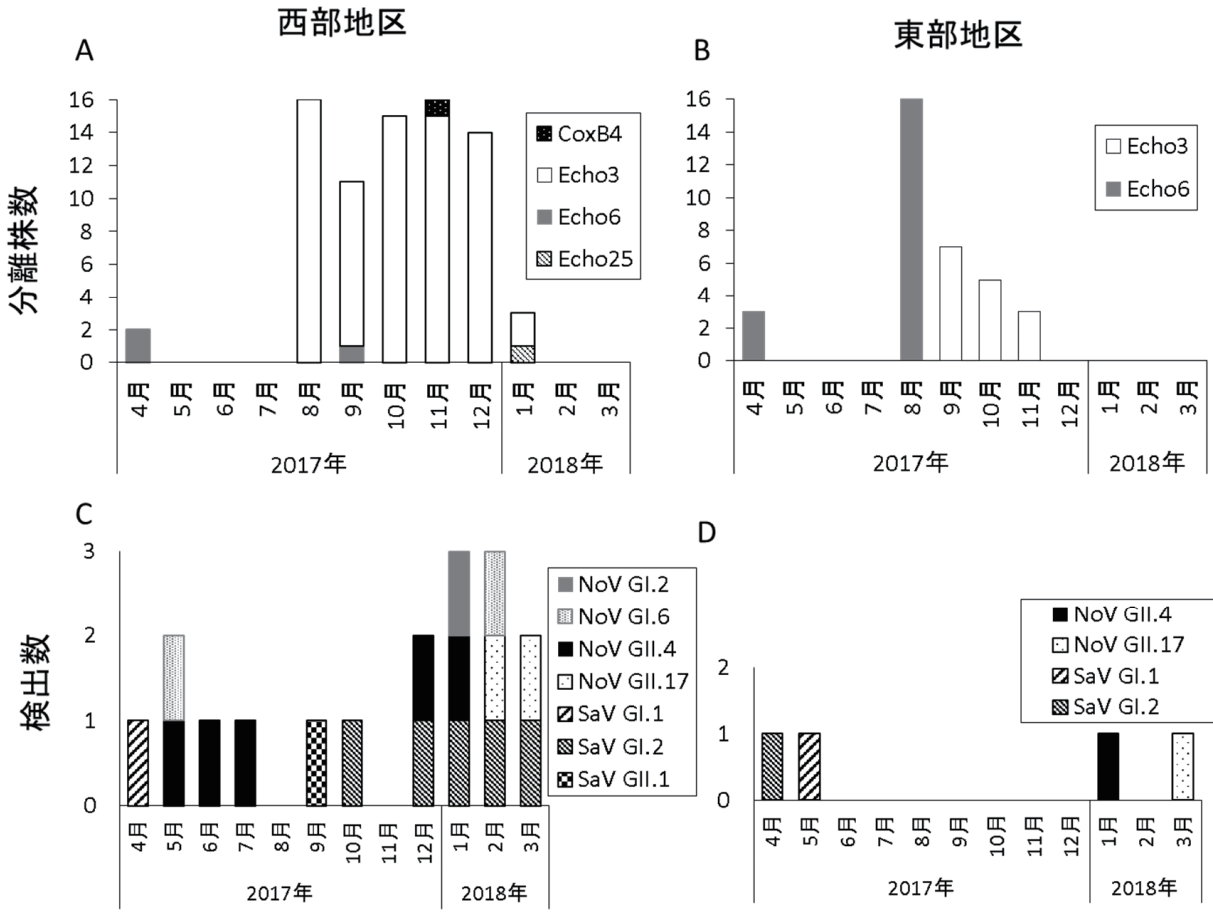 西部地区
東部地区
A
B
分離株数
16
14
12
10
8
6
4
2
0
CoxB4
Echo3
Echo6
Echo25
4月 5月 6月 7月 8月 9月 10月 11月 12月 1月 2月 3月
2017年 2018年
16
14
12
10
8
6
4
2
0
Echo3
Echo6
4月 5月 6月 7月 8月 9月 10月 11月 12月 1月 2月 3月
2017年 2018年
C
D
検出数
3
2
1
0
NoV GI.2
NoV GI.6
NoV GII.4
NoV GII.17
SaV GI.1
SaV GI.2
SaV GII.1
4月 5月 6月 7月 8月 9月 10月 11月 12月 1月 2月 3月
2017年 2018年
2
1
0
NoV GII.4
NoV GII.17
SaV GI.1
SaV GI.2
4月 5月 6月 7月 8月 9月 10月 11月 12月 1月 2月 3月
2017年 2018年